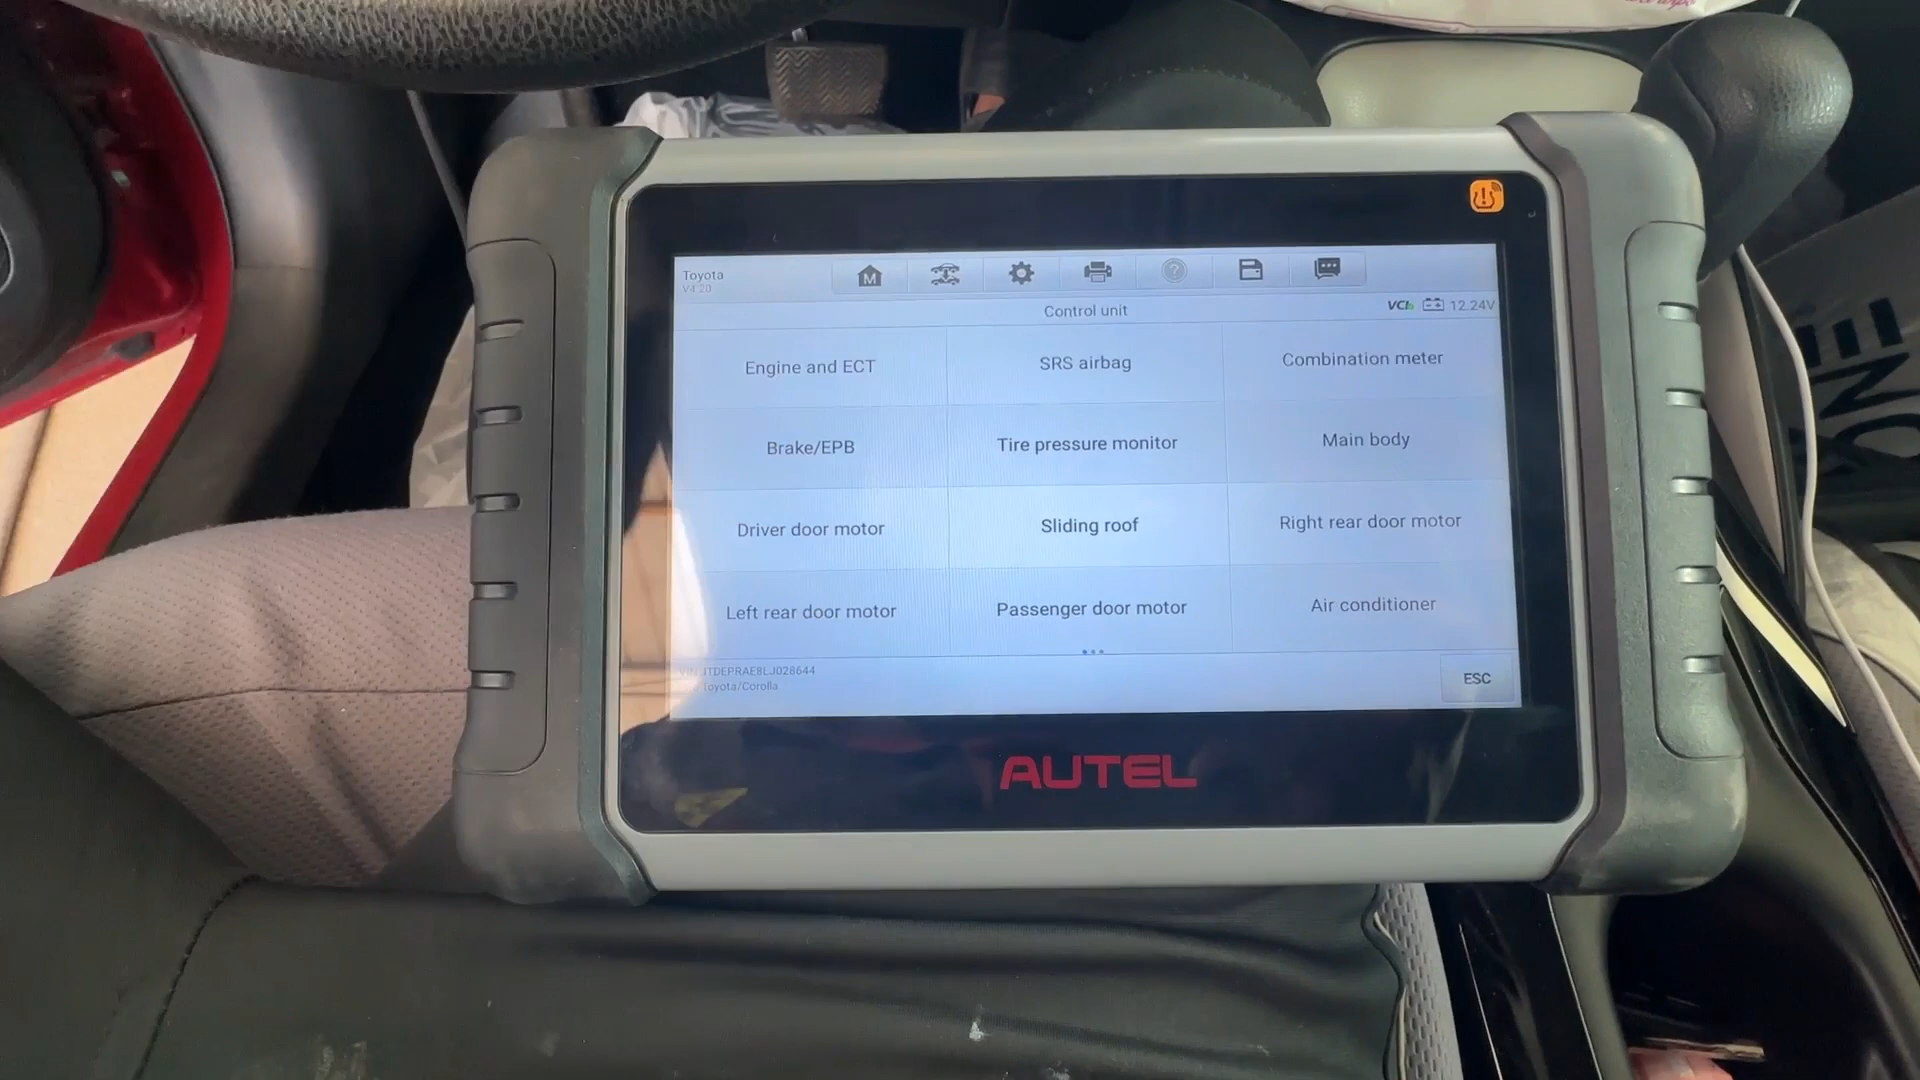 Toyota
V4.20
M
?
Control unit
VCI 12.24V
Engine and ECT
SRS airbag
Combination meter
Brake/EPB
Tire pressure monitor
Main body
Driver door motor
Sliding roof
Right rear door motor
Left rear door motor
Passenger door motor
Air conditioner
JTDEPRAE8LJ028644
Toyota/Corolla
ESC
AUTEL